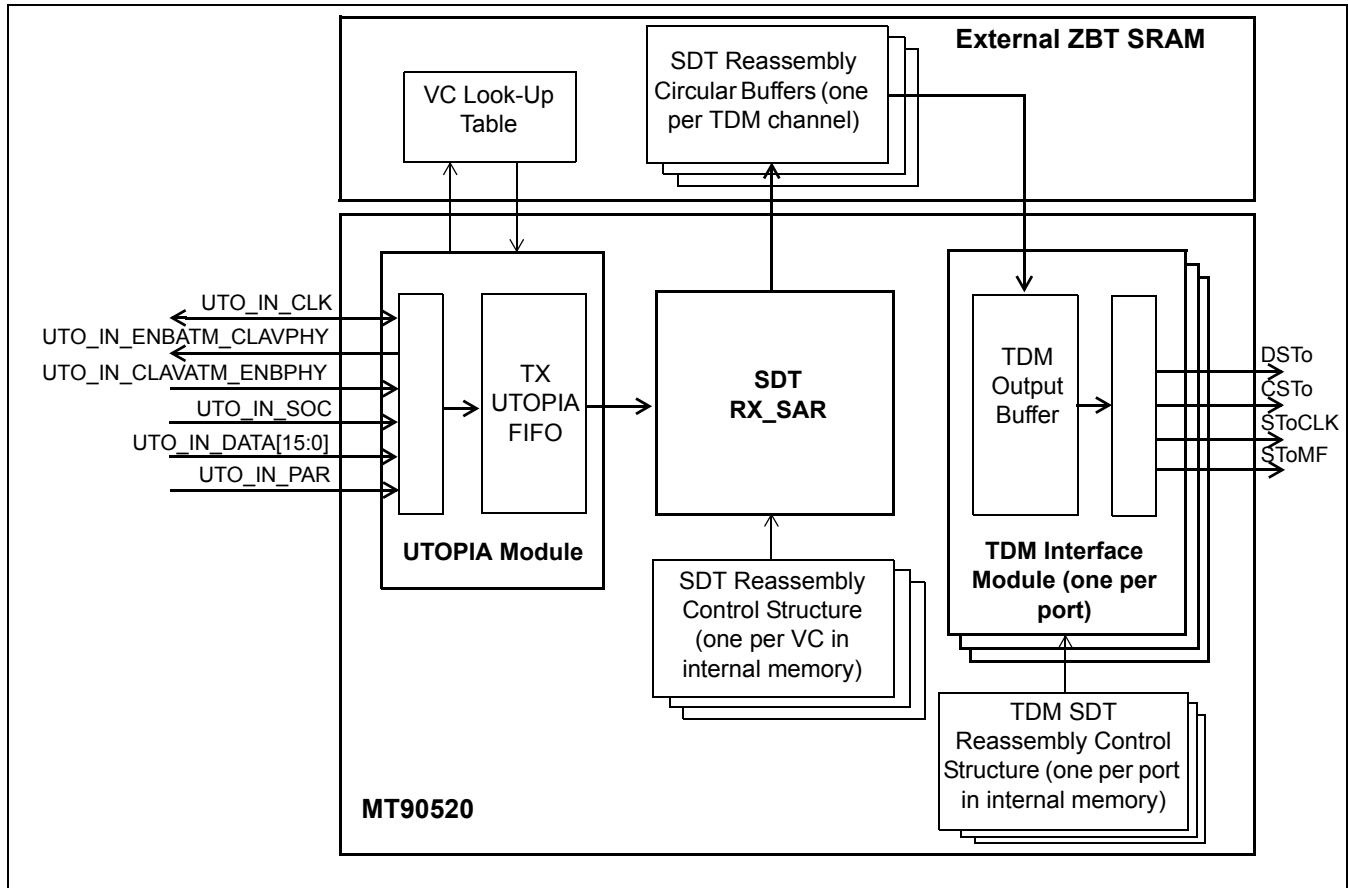 External ZBT SRAM
SDT Reassembly
Circular Buffers (one
per TDM channel)
VC Look-Up
Table
UTO_IN_CLK
UTO_IN_ENBATM_CLAVPHY
UTO_IN_CLAVATM_ENBPHY
UTO_IN_SOC
UTO_IN_DATA[15:0]
UTO_IN_PAR
TX
UTOPIA
FIFO
UTOPIA Module
SDT
RX_SAR
SDT Reassembly
Control Structure
(one per VC in
internal memory)
TDM
Output
Buffer
TDM Interface
Module (one per
port)
DSTo
CSTo
SToCLK
SToMF
TDM SDT
Reassembly Control
Structure (one per port
in internal memory)
MT90520